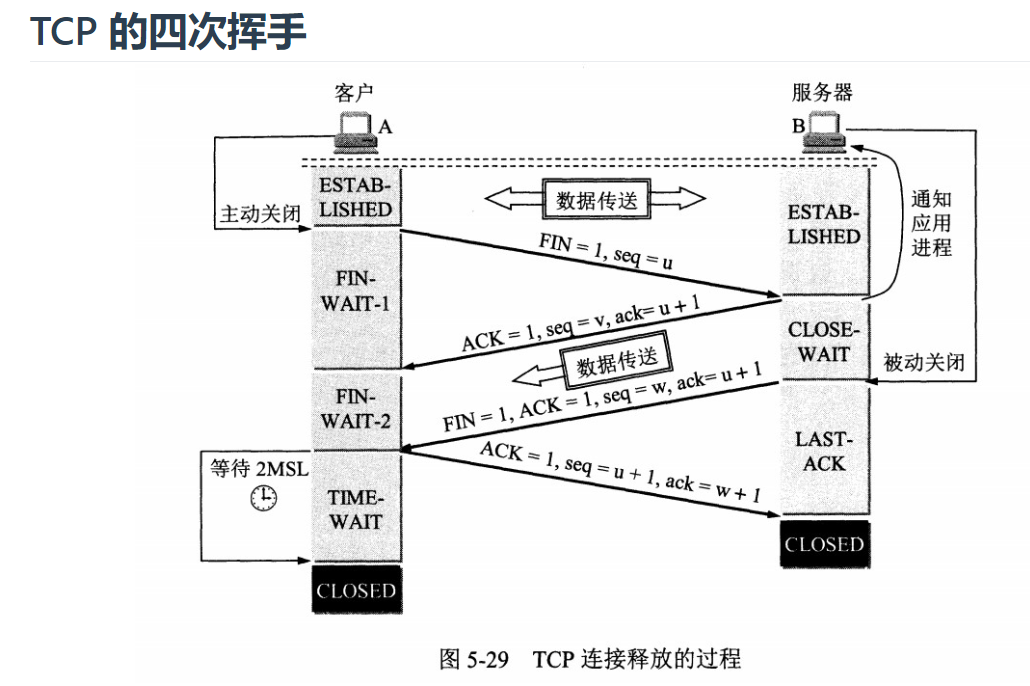 TCP 的四次挥手
客户
服务器
A
B
ESTAB-
LISHED
数据传送
ESTAB-
LISHED
通知
应用
进程
主动关闭
FIN = 1, seq = u
FIN-
WAIT-1
ACK = 1, seq = v, ack= u + 1
CLOSE-
WAIT
数据传送
被动关闭
FIN-
WAIT-2
FIN = 1, ACK = 1, seq = w, ack= u + 1
LAST-
ACK
ACK = 1, seq = u + 1, ack = w + 1
等待 2MSL
TIME-
WAIT
CLOSED
CLOSED
图 5-29 TCP 连接释放的过程